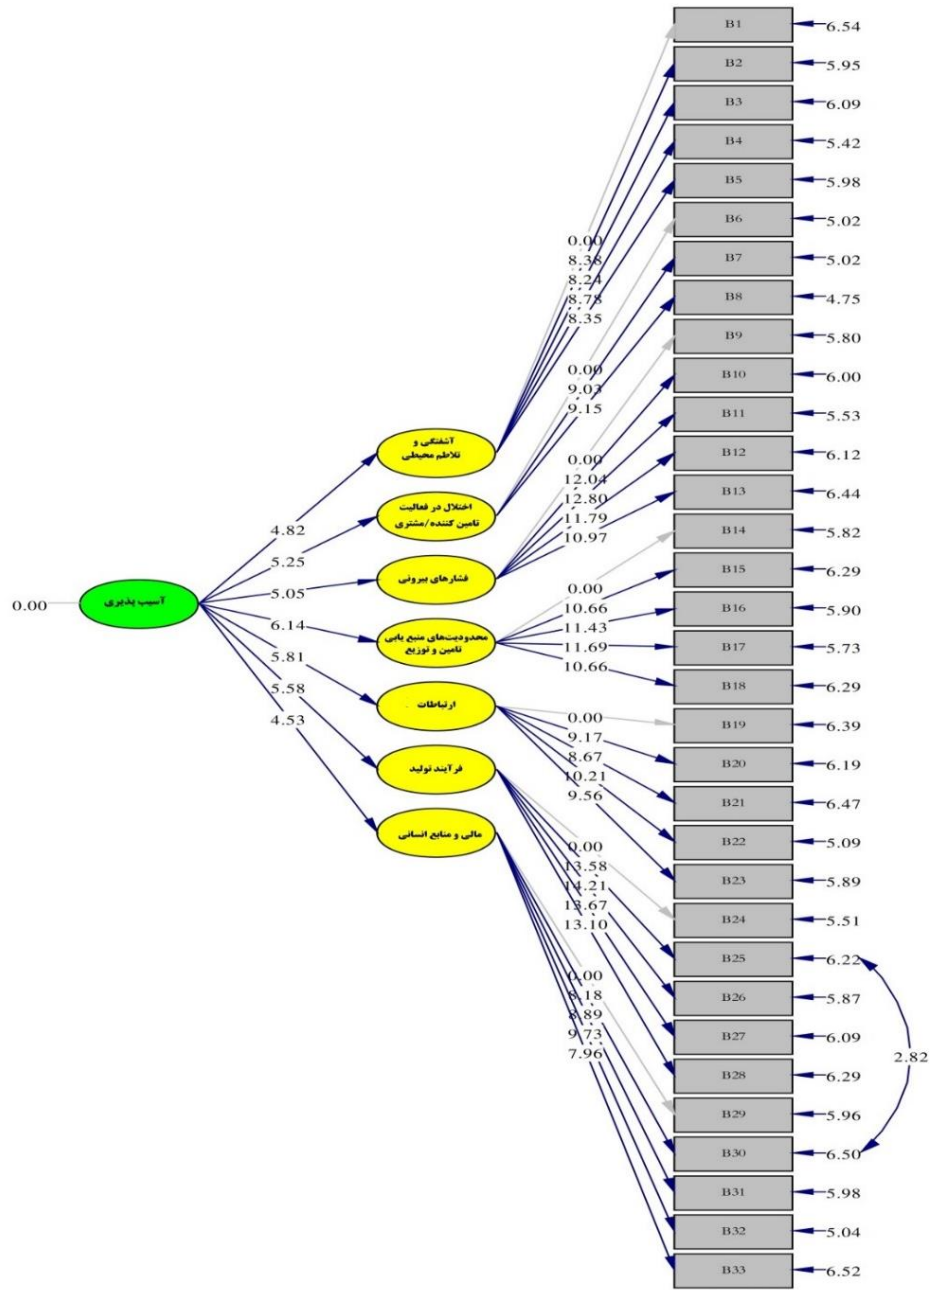 B1
6.54
B2
5.95
B3
6.09
B4
5.42
B5
5.98
B6
5.02
B7
5.02
B8
4.75
B9
5.80
B10
6.00
B11
5.53
B12
6.12
B13
6.44
B14
5.82
B15
6.29
B16
5.90
B17
5.73
B18
6.29
B19
6.39
B20
6.19
B21
6.47
B22
5.09
B23
5.89
B24
5.51
B25
6.22
B26
5.87
B27
6.09
B28
6.29
B29
5.96
B30
6.50
B31
5.98
B32
5.04
B33
6.52
2.82
0.00
8.38
8.24
8.78
8.35
0.00
9.03
9.15
0.00
12.04
12.80
11.79
10.97
0.00
10.66
11.43
11.69
10.66
0.00
9.17
8.67
10.21
9.56
0.00
13.58
14.21
13.67
13.10
0.00
8.18
8.89
9.73
7.96
آشفتگی و
تلاطم محیطی
اختلال در فعالیت
تامین کننده/مشتری
فشارهای بیرونی
محدودیت‌های منبع یابی
تامین و توزیع
ارتباطات
فرآیند تولید
مالی و منابع انسانی
4.82
5.25
5.05
6.14
5.81
5.58
4.53
آسیب پذیری
0.00